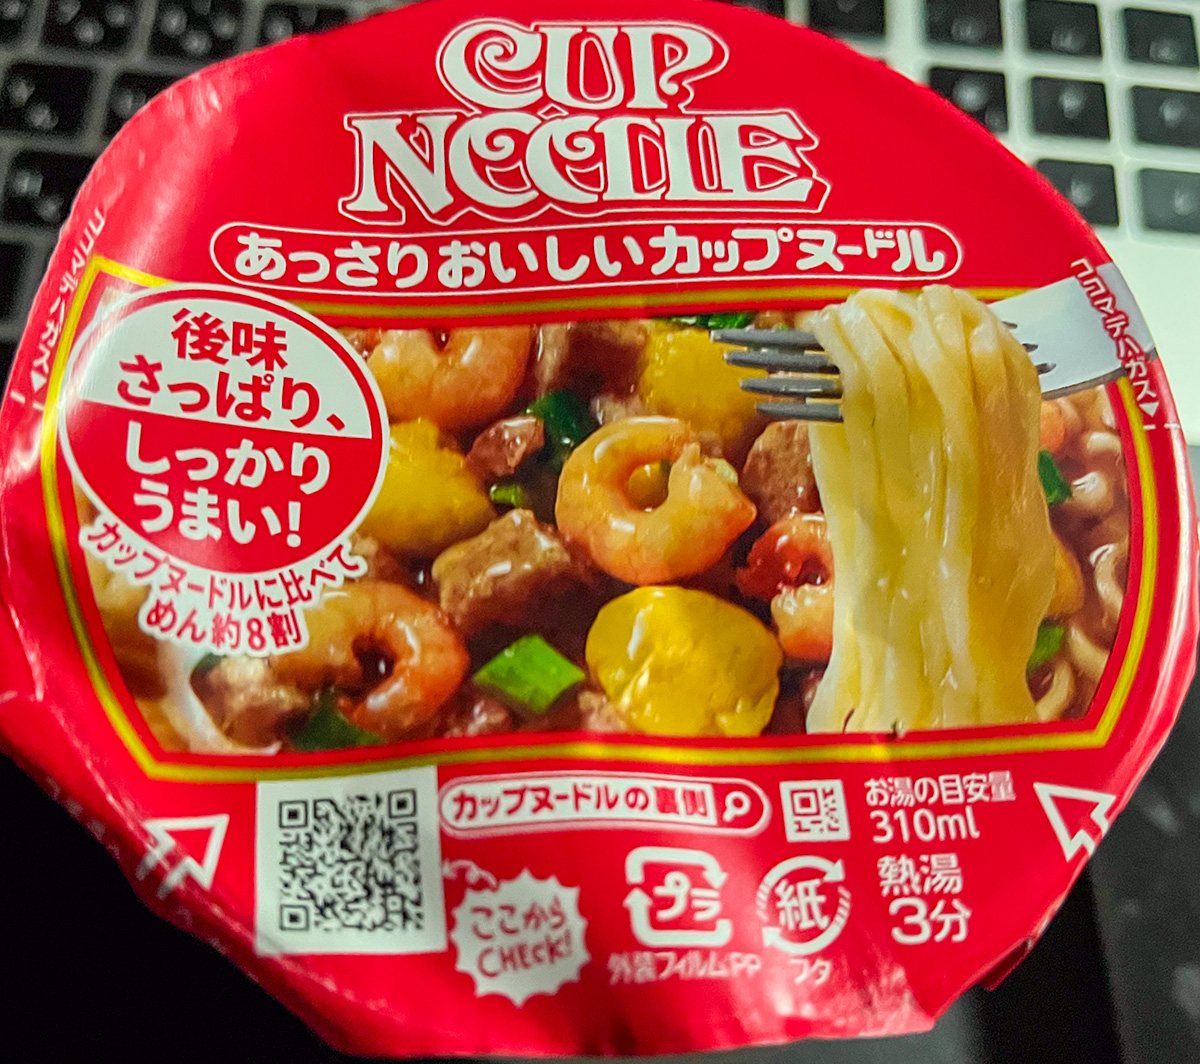 CUP
NOODLE
あっさりおいしいカップヌードル
後味
さっぱり、
しっかり
うまい!
カップヌードルに比べて
めん約8割
ココマデハガス
ココマデハガス
カップヌードルの裏側
お湯の目安量
310ml
熱湯
3分
ここから
CHECK!
プラ
外装フィルム:PP
紙
フタ